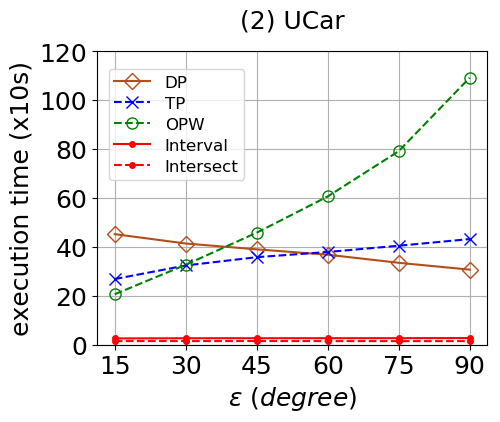 (2) UCar
execution time (x10s)
120
100
80
60
40
20
0
DP
TP
OPW
Interval
Intersect
15 30 45 60 75 90
ε (degree)